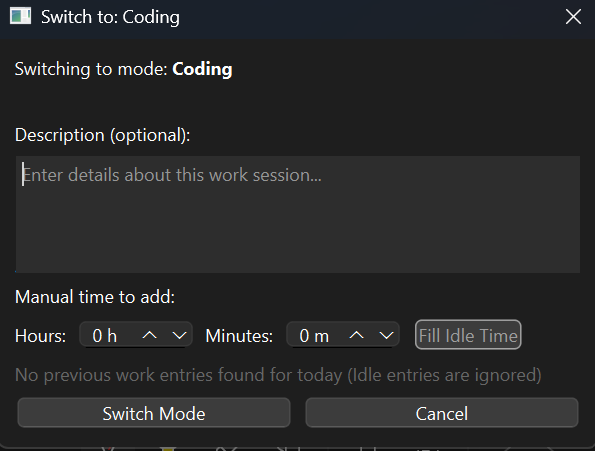 Switch to: Coding
Switching to mode: Coding
Description (optional):
Enter details about this work session...
Manual time to add:
Hours: 0 h Minutes: 0 m Fill Idle Time
No previous work entries found for today (Idle entries are ignored)
Switch Mode Cancel